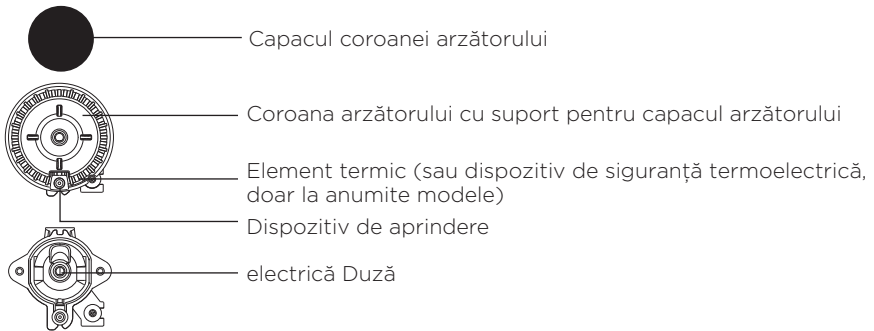 Capacul coroanei arzătorului
Coroana arzătorului cu suport pentru capacul arzătorului
Element termic (sau dispozitiv de siguranță termoelectrică,
doar la anumite modele)
Dispozitiv de aprindere
electrică Duză